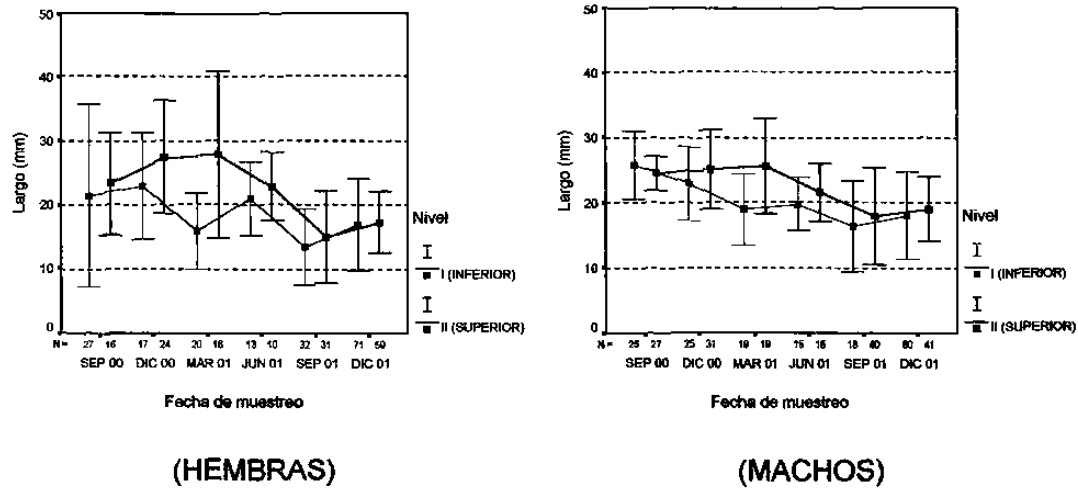 50
40
30
20
10
0
Largo (mm)
N = 27 16 17 24 20 16 13 10 32 31 71 59
SEP 00 DIC 00 MAR 01 JUN 01 SEP 01 DIC 01
Fecha de muestreo
Nivel
I (INFERIOR)
II (SUPERIOR)
(HEMBRAS)
50
40
30
20
10
0
Largo (mm)
N = 27 25 31 19 19 15 15 18 60 41
SEP 00 DIC 00 MAR 01 JUN 01 SEP 01 DIC 01
Fecha de muestreo
Nivel
I (INFERIOR)
II (SUPERIOR)
(MACHOS)